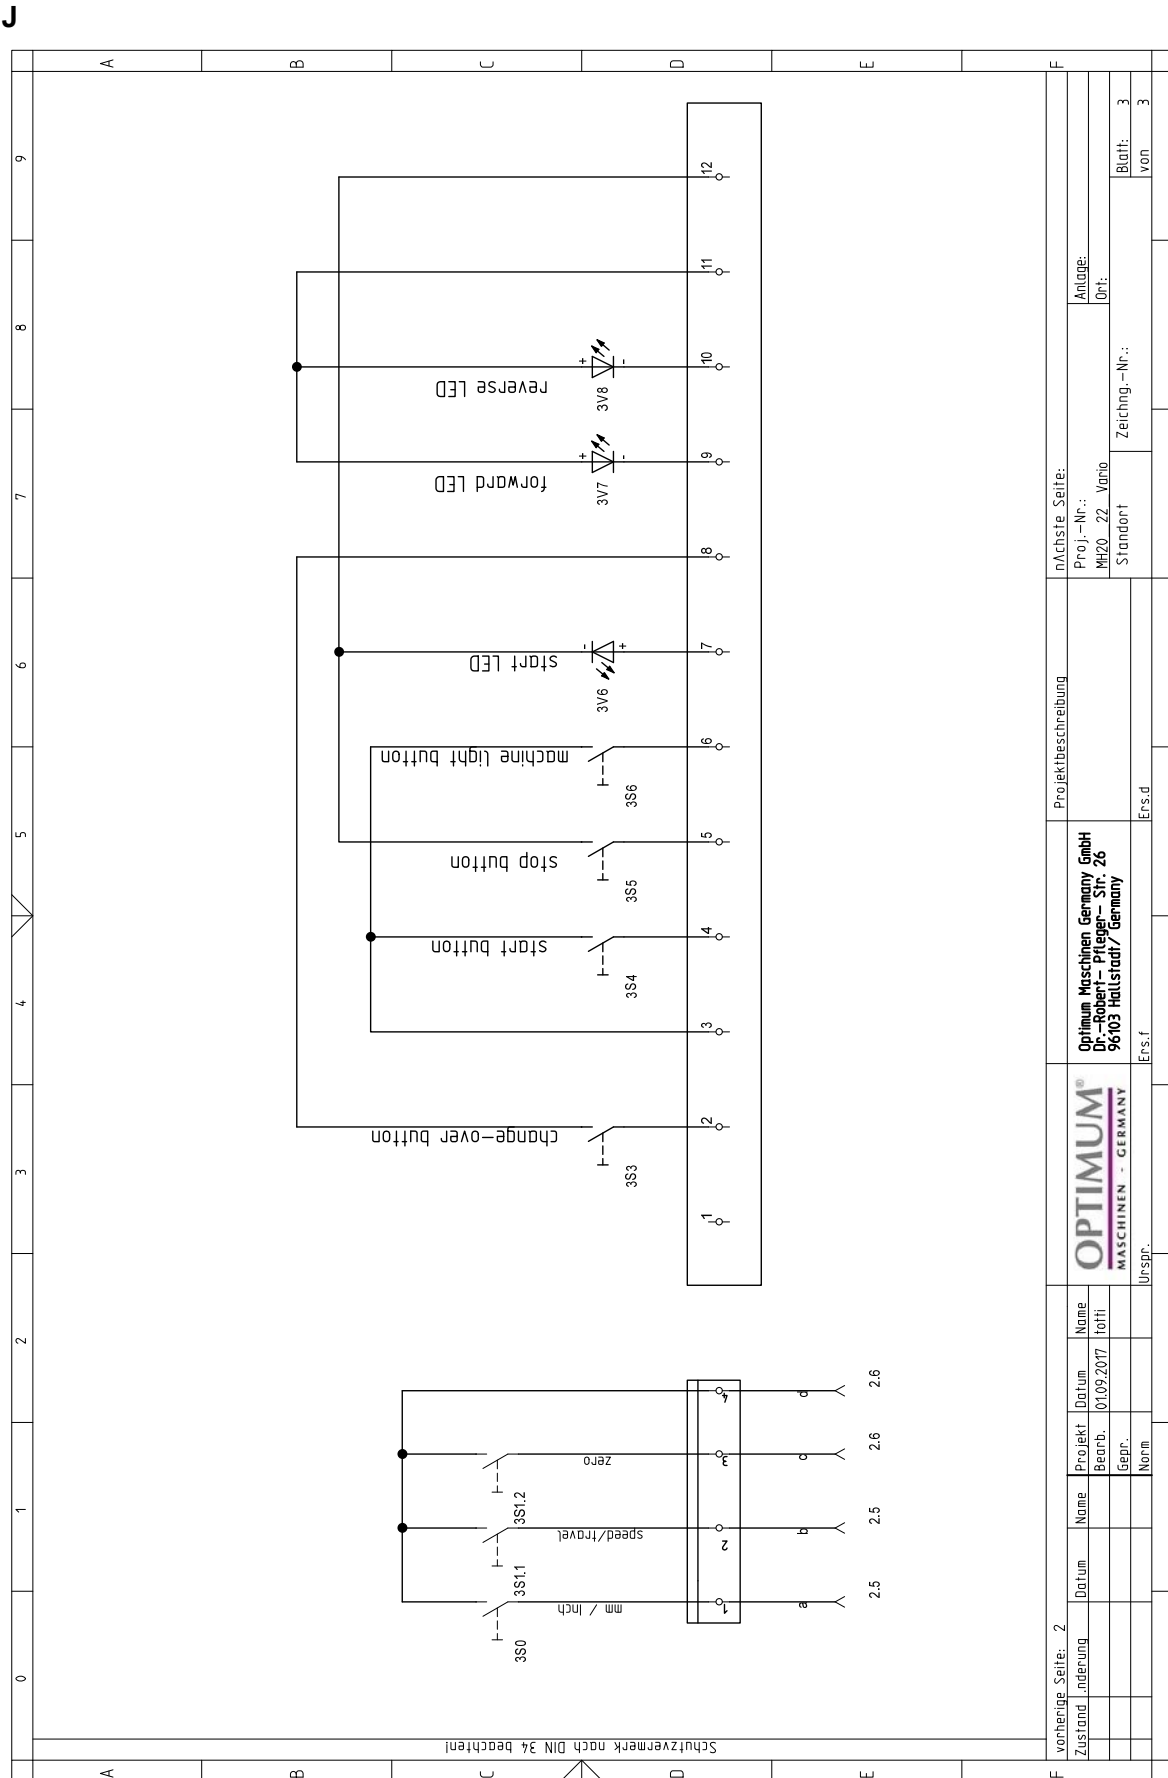 J
A
B
C
D
E
F
0
1
2
3
4
5
6
7
8
9
A
B
C
D
E
F
Schutzvermerk nach DIN 34 beachten!
3S0
mm / Inch
3S1.1
speed/travel
3S1.2
zero
1
2
3
4
a
b
c
d
2.5
2.5
2.6
2.6
change-over button
3S3
start button
3S4
stop button
3S5
machine light button
3S6
start LED
- +
3V6
forward LED
+ -
3V7
reverse LED
+ -
3V8
1
2
3
4
5
6
7
8
9
10
11
12
vorherige Seite: 2
Zustand
.nderung
Datum
Name
Projekt
Datum
Name
Bearb.
01.09.2017
totti
Gepr.
Norm
OPTIMUM®
MASCHINEN - GERMANY
Urspr.
Optimum Maschinen Germany GmbH
Dr.-Robert- Pfleger- Str. 26
96103 Hallstadt/ Germany
Ers.f
Ers.d
Projektbeschreibung
nÄchste Seite:
Proj.-Nr.:
MH20 22 Vario
Standort
Anlage:
Ort:
Zeichng.-Nr.:
Blatt: 3
von 3